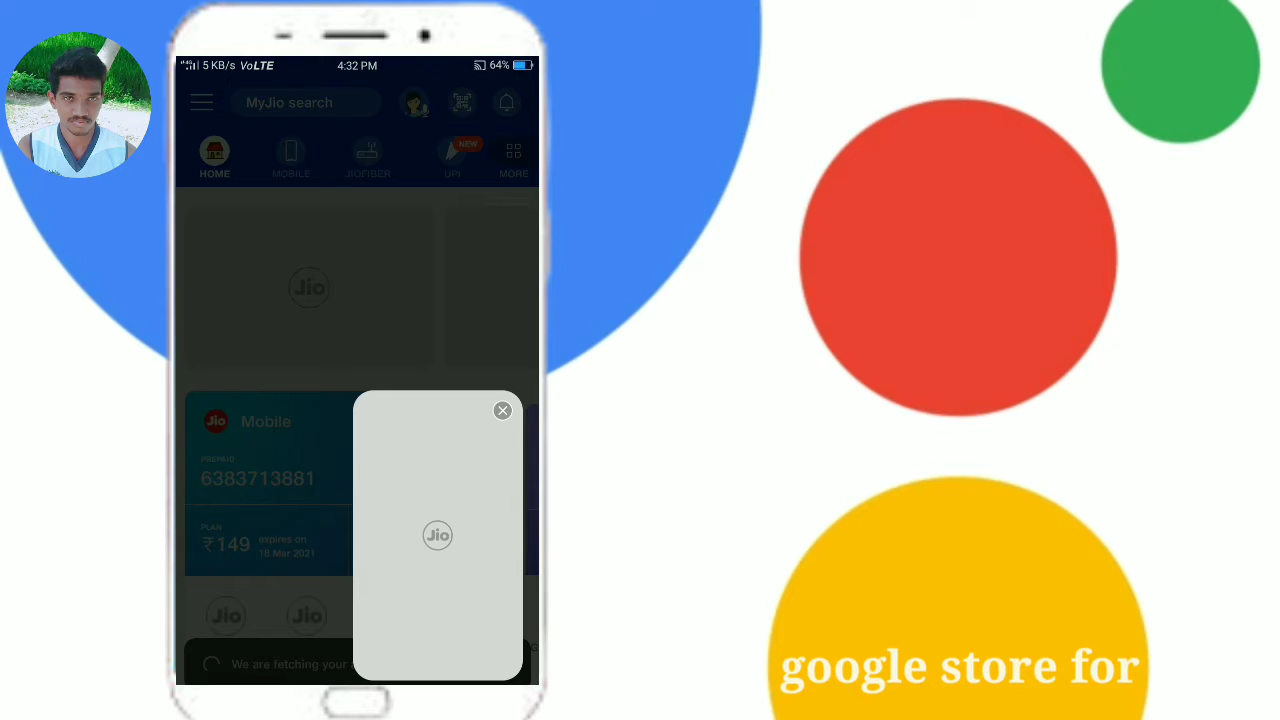 5 KB/s VoLTE 4:32 PM 64%
MyJio search
NEW
HOME MOBILE JIOFIBER UPI MORE
Jio
Jio Mobile
PREPAID
6383713881
PLAN
₹149 expires on
18 Mar 2021
Jio
Jio Jio
We are fetching your
google store for